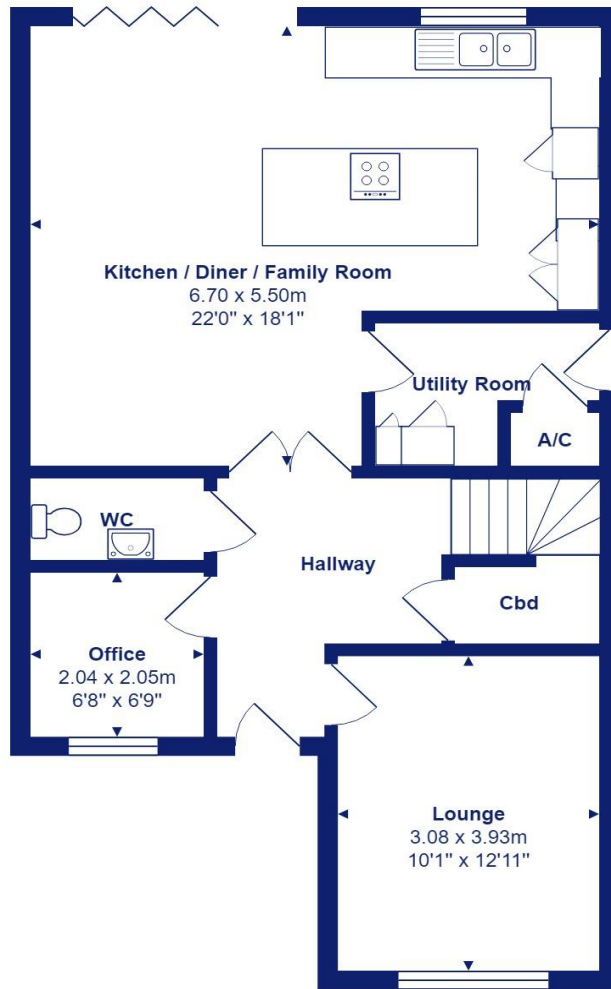 Kitchen / Diner / Family Room
6.70 x 5.50m
22'0" x 18'1"
Utility Room
A/C
WC
Hallway
Cbd
Office
2.04 x 2.05m
6'8" x 6'9"
Lounge
3.08 x 3.93m
10'1" x 12'11"